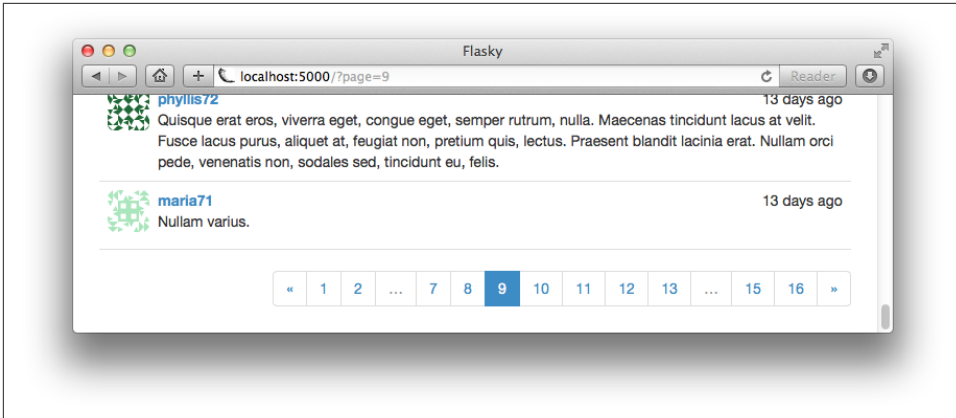 Flasky
localhost:5000/?page=9
Reader
phyllis72 13 days ago
Quisque erat eros, viverra eget, congue eget, semper rutrum, nulla. Maecenas tincidunt lacus at velit.
Fusce lacus purus, aliquet at, feugiat non, pretium quis, lectus. Praesent blandit lacinia erat. Nullam orci
pede, venenatis non, sodales sed, tincidunt eu, felis.
maria71 13 days ago
Nullam varius.
« 1 2 ... 7 8 9 10 11 12 13 ... 15 16 »